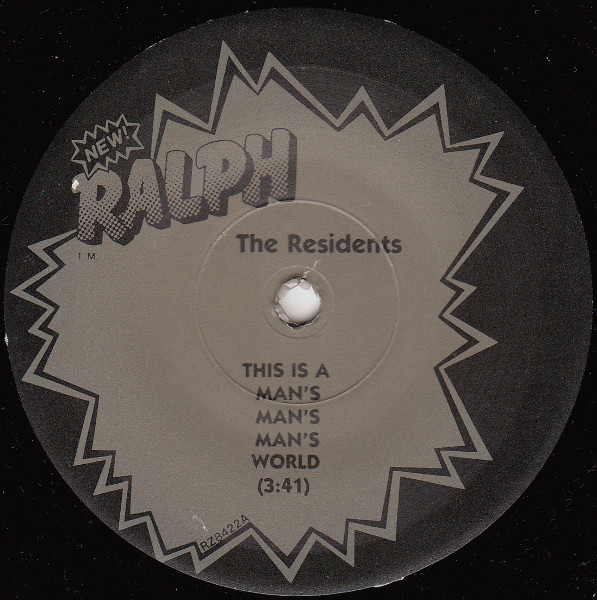 NEW!
RALPH
T.M.
The Residents
THIS IS A
MAN'S
MAN'S
MAN'S
WORLD
(3:41)
RZ8422A